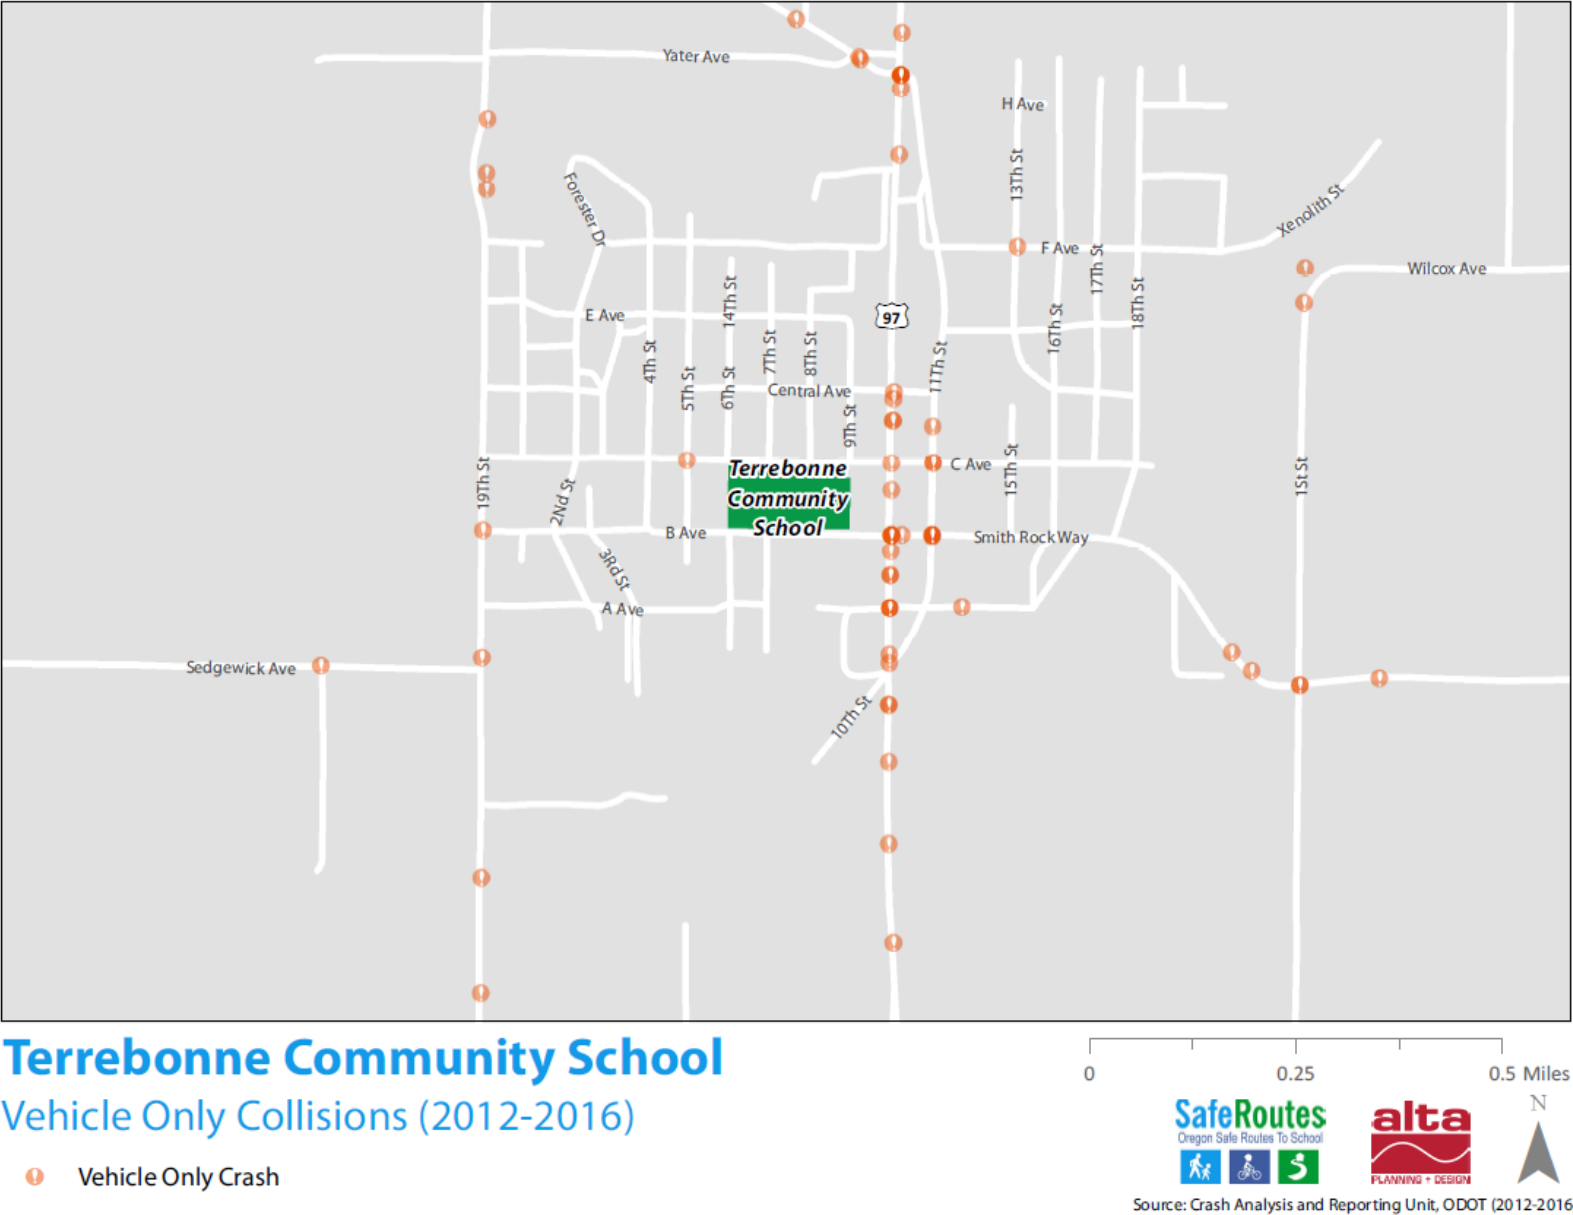 Yater Ave
H Ave
13Th St
Forester Dr
Xenolith St
F Ave
17Th St
Wilcox Ave
14Th St
18Th St
E Ave
97
16Th St
4Th St
7Th St
8Th St
11Th St
5Th St
6Th St
Central Ave
9Th St
19Th St
2Nd St
Terrebonne
Community
School
C Ave
15Th St
1St St
B Ave
Smith Rock Way
3Rd St
A Ave
Sedgewick Ave
10Th St
Terrebonne Community School
Vehicle Only Collisions (2012-2016)
Vehicle Only Crash
0 0.25 0.5 Miles
N
SafeRoutes
Oregon Safe Routes To School
alta
PLANNING + DESIGN
Source: Crash Analysis and Reporting Unit, ODOT (2012-2016